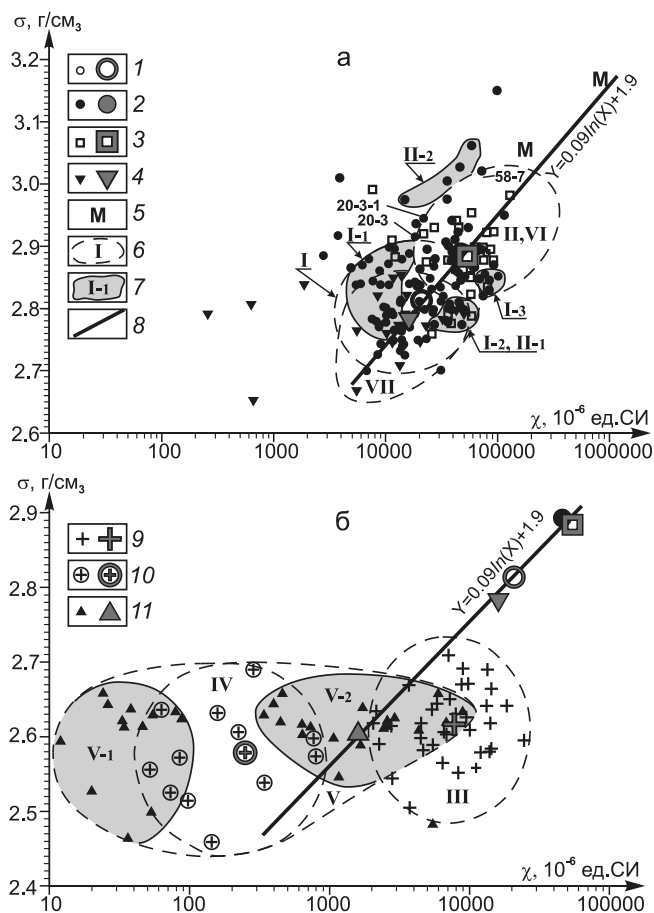 σ, г/см₃
а
3.2
3.1
3.0
2.9
2.8
2.7
2.6
1
2
3
4
М 5
I 6
I-1 7
8
М
М
Y=0.09ln(X)+1.9
II-2
58-7
20-3-1
20-3
I-1
I
II,VI
I-3
I-2, II-1
VII
10 100 1000 10000 100000 1000000
χ, 10⁻⁶ ед.СИ
σ, г/см₃
б
2.9
2.8
2.7
2.6
2.5
2.4
9
10
11
Y=0.09ln(X)+1.9
IV
V-2
V-1
V
III
10 100 1000 10000 100000
χ, 10⁻⁶ ед.СИ